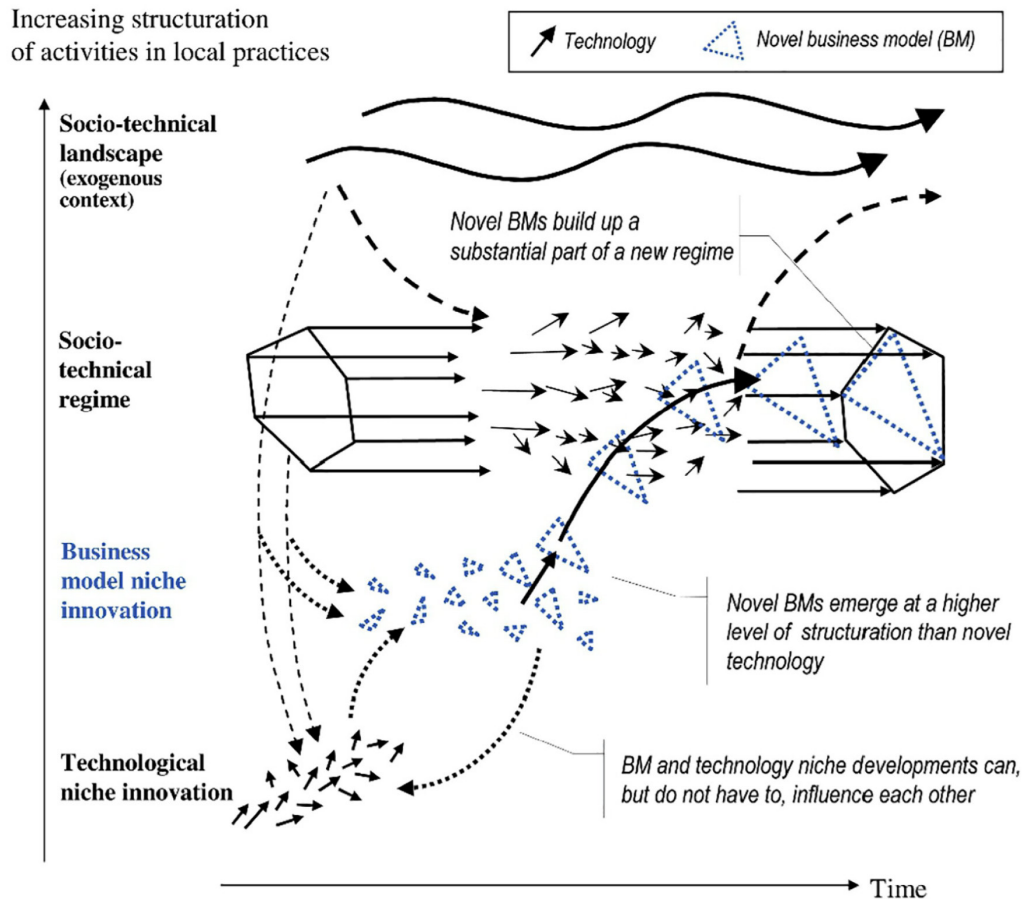 Increasing structuration
of activities in local practices
Technology
Novel business model (BM)
Socio-technical
landscape
(exogenous
context)
Novel BMs build up a
substantial part of a new regime
Socio-
technical
regime
Business
model niche
innovation
Novel BMs emerge at a higher
level of structuration than novel
technology
Technological
niche innovation
BM and technology niche developments can,
but do not have to, influence each other
Time